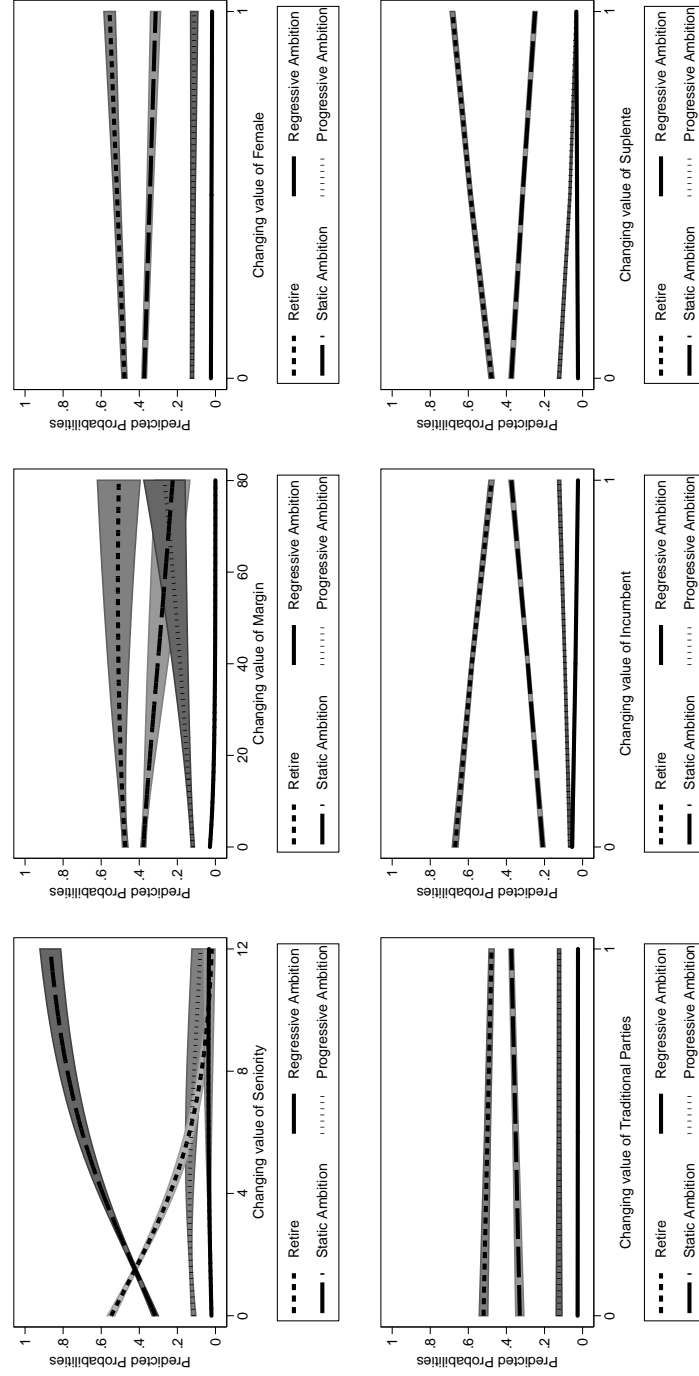 Predicted Probabilities
1
.8
.6
.4
.2
0
0 4 8 12
Changing value of Seniority
Retire Regressive Ambition
Static Ambition Progressive Ambition
Predicted Probabilities
1
.8
.6
.4
.2
0
0 20 40 60 80
Changing value of Margin
Retire Regressive Ambition
Static Ambition Progressive Ambition
Predicted Probabilities
1
.8
.6
.4
.2
0
0 1
Changing value of Female
Retire Regressive Ambition
Static Ambition Progressive Ambition
Predicted Probabilities
1
.8
.6
.4
.2
0
0 1
Changing value of Traditional Parties
Retire Regressive Ambition
Static Ambition Progressive Ambition
Predicted Probabilities
1
.8
.6
.4
.2
0
0 1
Changing value of Incumbent
Retire Regressive Ambition
Static Ambition Progressive Ambition
Predicted Probabilities
1
.8
.6
.4
.2
0
0 1
Changing value of Suplente
Retire Regressive Ambition
Static Ambition Progressive Ambition